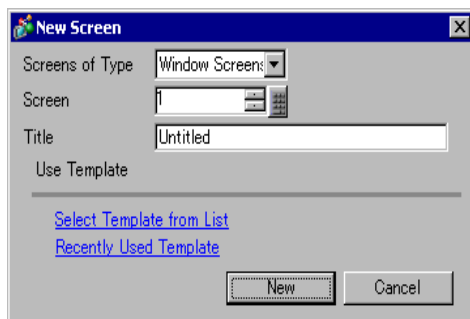 New Screen
Screens of Type Window Screens
Screen 1
Title Untitled
Use Template
Select Template from List
Recently Used Template
New Cancel